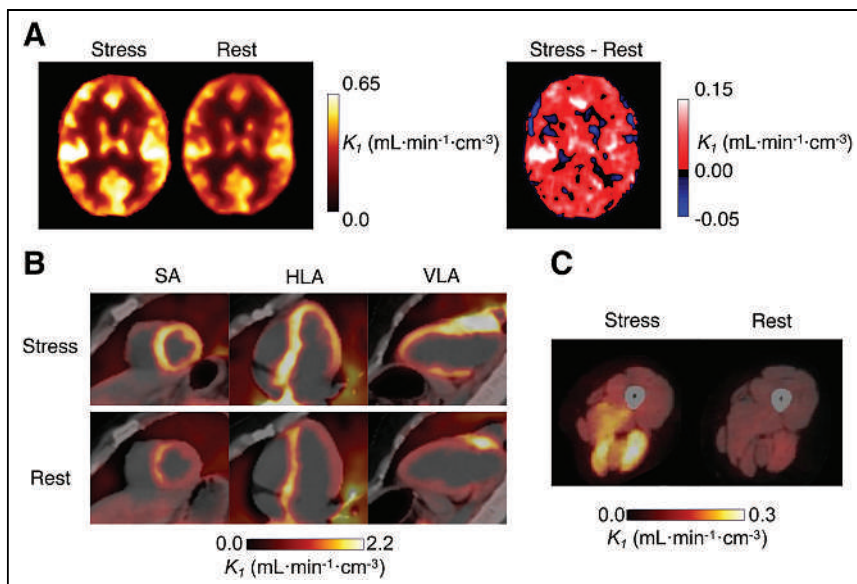 A
Stress Rest
0.65
K₁ (mL·min⁻¹·cm⁻³)
0.0
Stress - Rest
0.15
K₁ (mL·min⁻¹·cm⁻³)
0.00
-0.05
B
SA HLA VLA
Stress
Rest
0.0 2.2
K₁ (mL·min⁻¹·cm⁻³)
C
Stress Rest
0.0 0.3
K₁ (mL·min⁻¹·cm⁻³)